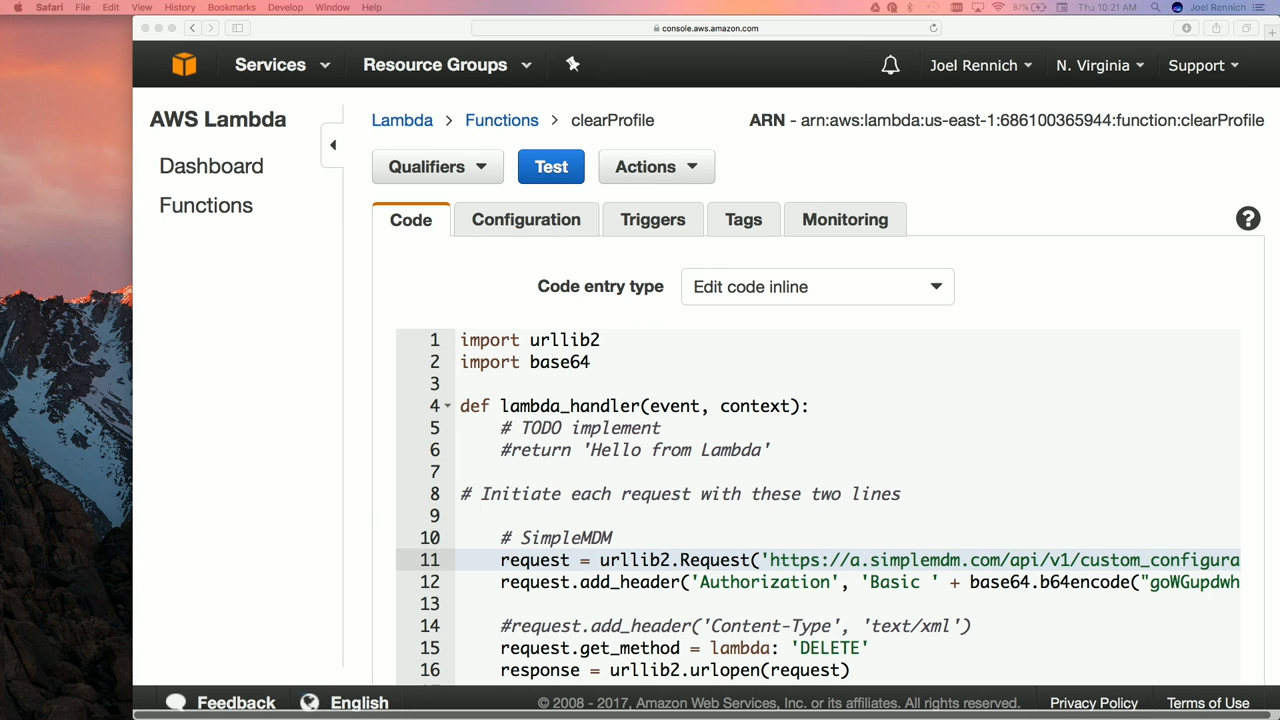 Safari File Edit View History Bookmarks Develop Window Help 87% Thu 10:21 AM Joel Rennich
console.aws.amazon.com
Services Resource Groups Joel Rennich N. Virginia Support
AWS Lambda
Dashboard
Functions
Lambda > Functions > clearProfile ARN - arn:aws:lambda:us-east-1:686100365944:function:clearProfile
Qualifiers Test Actions
Code Configuration Triggers Tags Monitoring ?
Code entry type Edit code inline
1 import urllib2
2 import base64
3
4 def lambda_handler(event, context):
5 # TODO implement
6 #return 'Hello from Lambda'
7
8 # Initiate each request with these two lines
9
10 # SimpleMDM
11 request = urllib2.Request('https://a.simplemdm.com/api/v1/custom_configura
12 request.add_header('Authorization', 'Basic ' + base64.b64encode("goWGupdwh
13
14 #request.add_header('Content-Type', 'text/xml')
15 request.get_method = lambda: 'DELETE'
16 response = urllib2.urlopen(request)
Feedback English © 2008 - 2017, Amazon Web Services, Inc. or its affiliates. All rights reserved. Privacy Policy Terms of Use